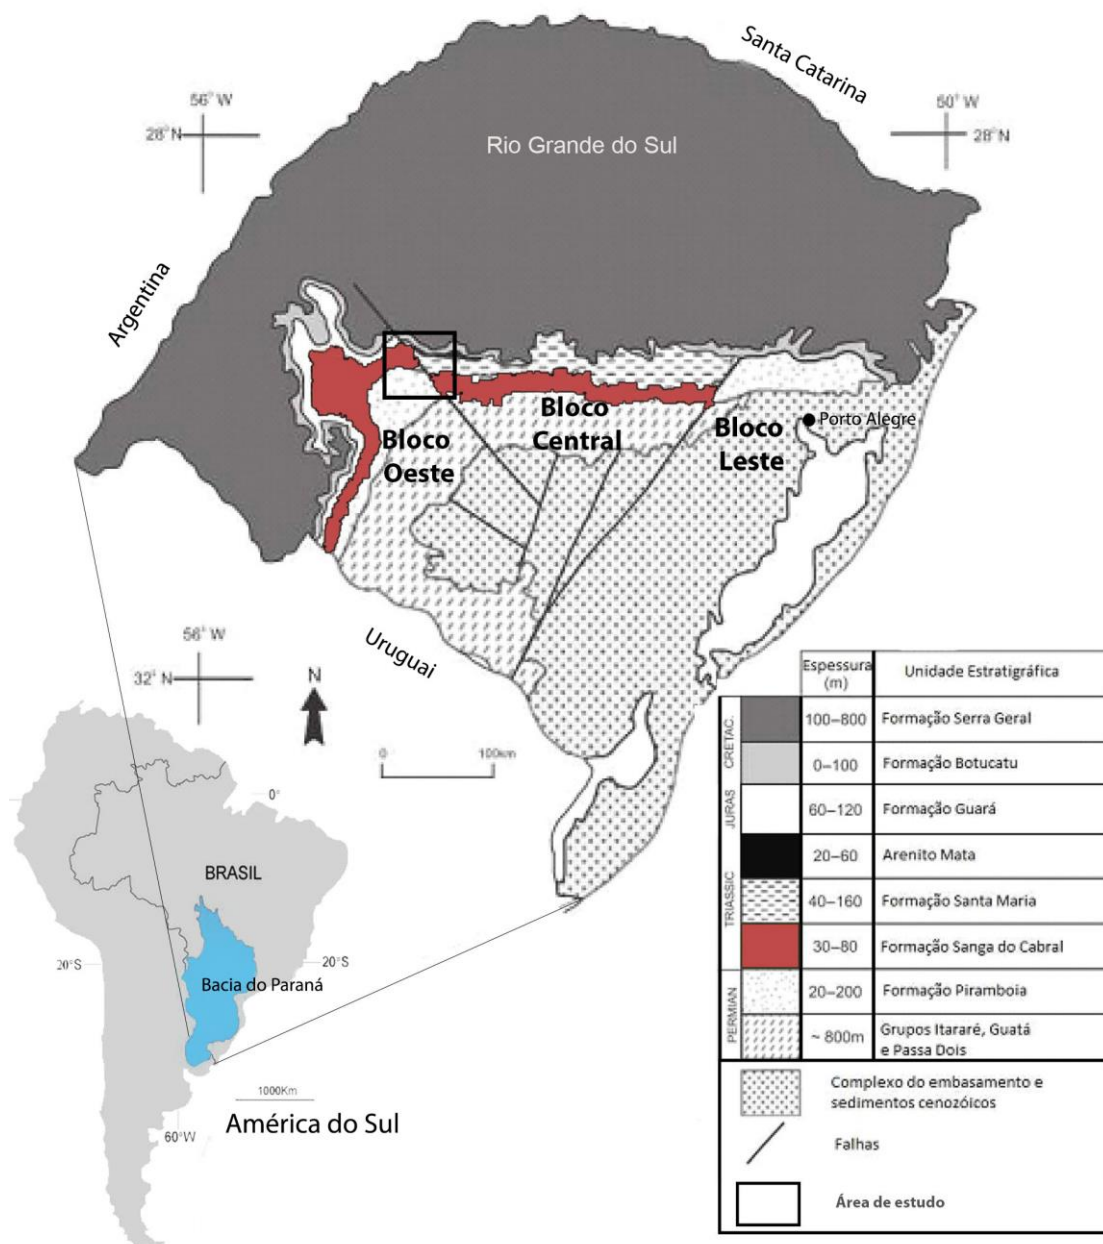 Santa Catarina
56° W
28°N
50° W
28°N
Rio Grande do Sul
Argentina
Bloco
Oeste
Bloco
Central
Bloco
Leste
Porto Alegre
Uruguai
56° W
32° N
N
0
100km
0°
BRASIL
20°S
20°S
Bacia do Paraná
1000Km
60°W
América do Sul
Espessura
(m)
Unidade Estratigráfica
CRETAC.
100–800
Formação Serra Geral
0–100
Formação Botucatu
JURAS
60–120
Formação Guará
TRIASSIC
20–60
Arenito Mata
40–160
Formação Santa Maria
30–80
Formação Sanga do Cabral
PERMIAN
20–200
Formação Piramboia
~ 800m
Grupos Itararé, Guatá
e Passa Dois
Complexo do embasamento e
sedimentos cenozóicos
Falhas
Área de estudo